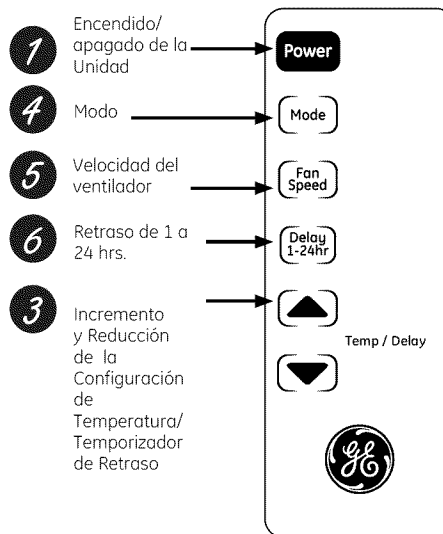 1
Encendido/
apagado de la
Unidad
Power
4
Modo
Mode
5
Velocidad del
ventilador
Fan
Speed
6
Retraso de 1 a
24 hrs.
Delay
1-24hr
3
Incremento
y Reducción
de la
Configuración
de
Temperatura/
Temporizador
de Retraso
Temp / Delay
GE